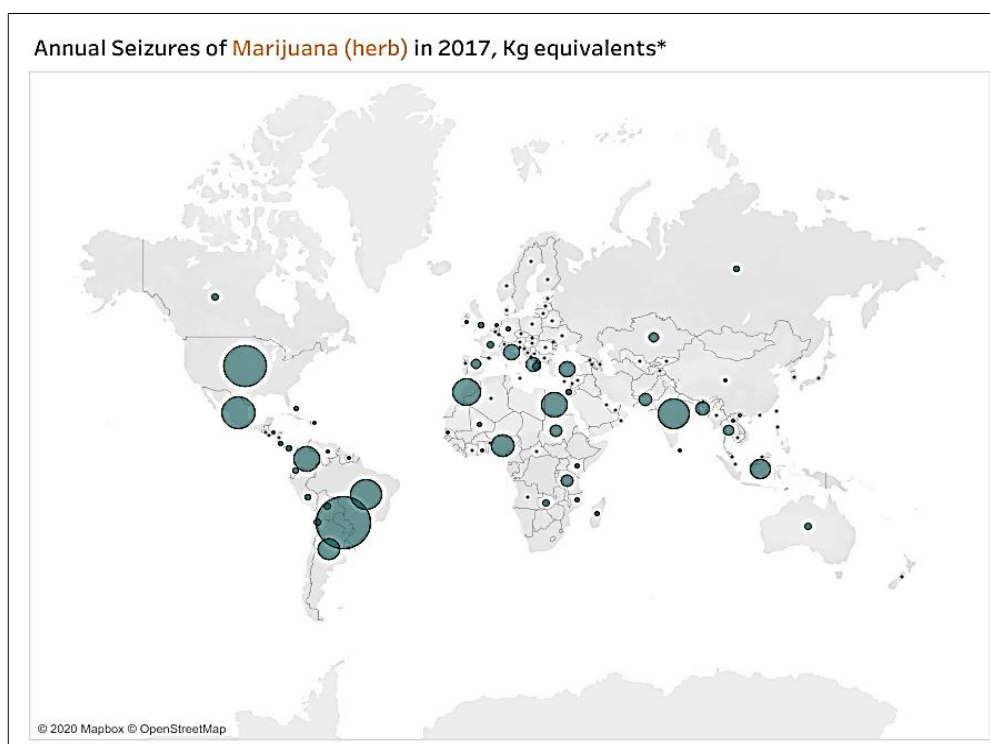 Annual Seizures of Marijuana (herb) in 2017, Kg equivalents*
© 2020 Mapbox © OpenStreetMap